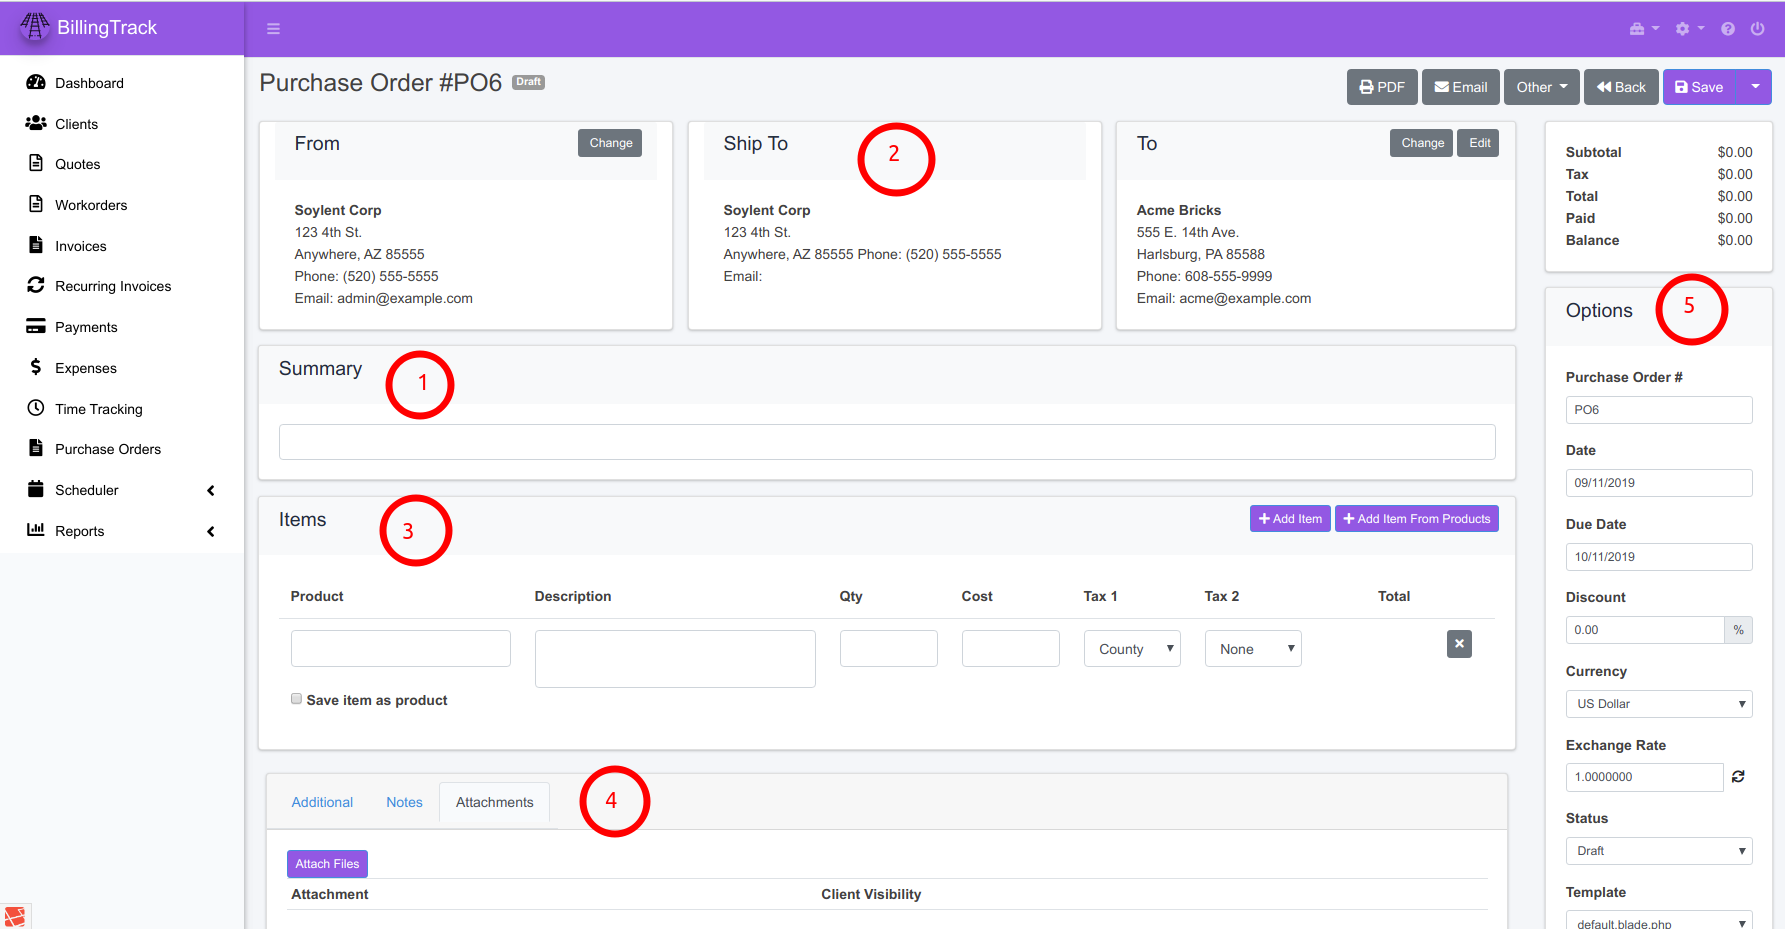 BillingTrack
Dashboard
Clients
Quotes
Workorders
Invoices
Recurring Invoices
Payments
Expenses
Time Tracking
Purchase Orders
Scheduler
Reports
Purchase Order #PO6 Draft
PDF Email Other Back Save
From Change
Soylent Corp
123 4th St.
Anywhere, AZ 85555
Phone: (520) 555-5555
Email: admin@example.com
Ship To 2
Soylent Corp
123 4th St.
Anywhere, AZ 85555 Phone: (520) 555-5555
Email:
To Change Edit
Acme Bricks
555 E. 14th Ave.
Harlsburg, PA 85588
Phone: 608-555-9999
Email: acme@example.com
Subtotal $0.00
Tax $0.00
Total $0.00
Paid $0.00
Balance $0.00
Summary 1
Items 3 + Add Item + Add Item From Products
Product Description Qty Cost Tax 1 Tax 2 Total
County None
Save item as product
Additional Notes Attachments 4
Attach Files
Attachment Client Visibility
Options 5
Purchase Order #
PO6
Date
09/11/2019
Due Date
10/11/2019
Discount
0.00 %
Currency
US Dollar
Exchange Rate
1.0000000
Status
Draft
Template
default.blade.php